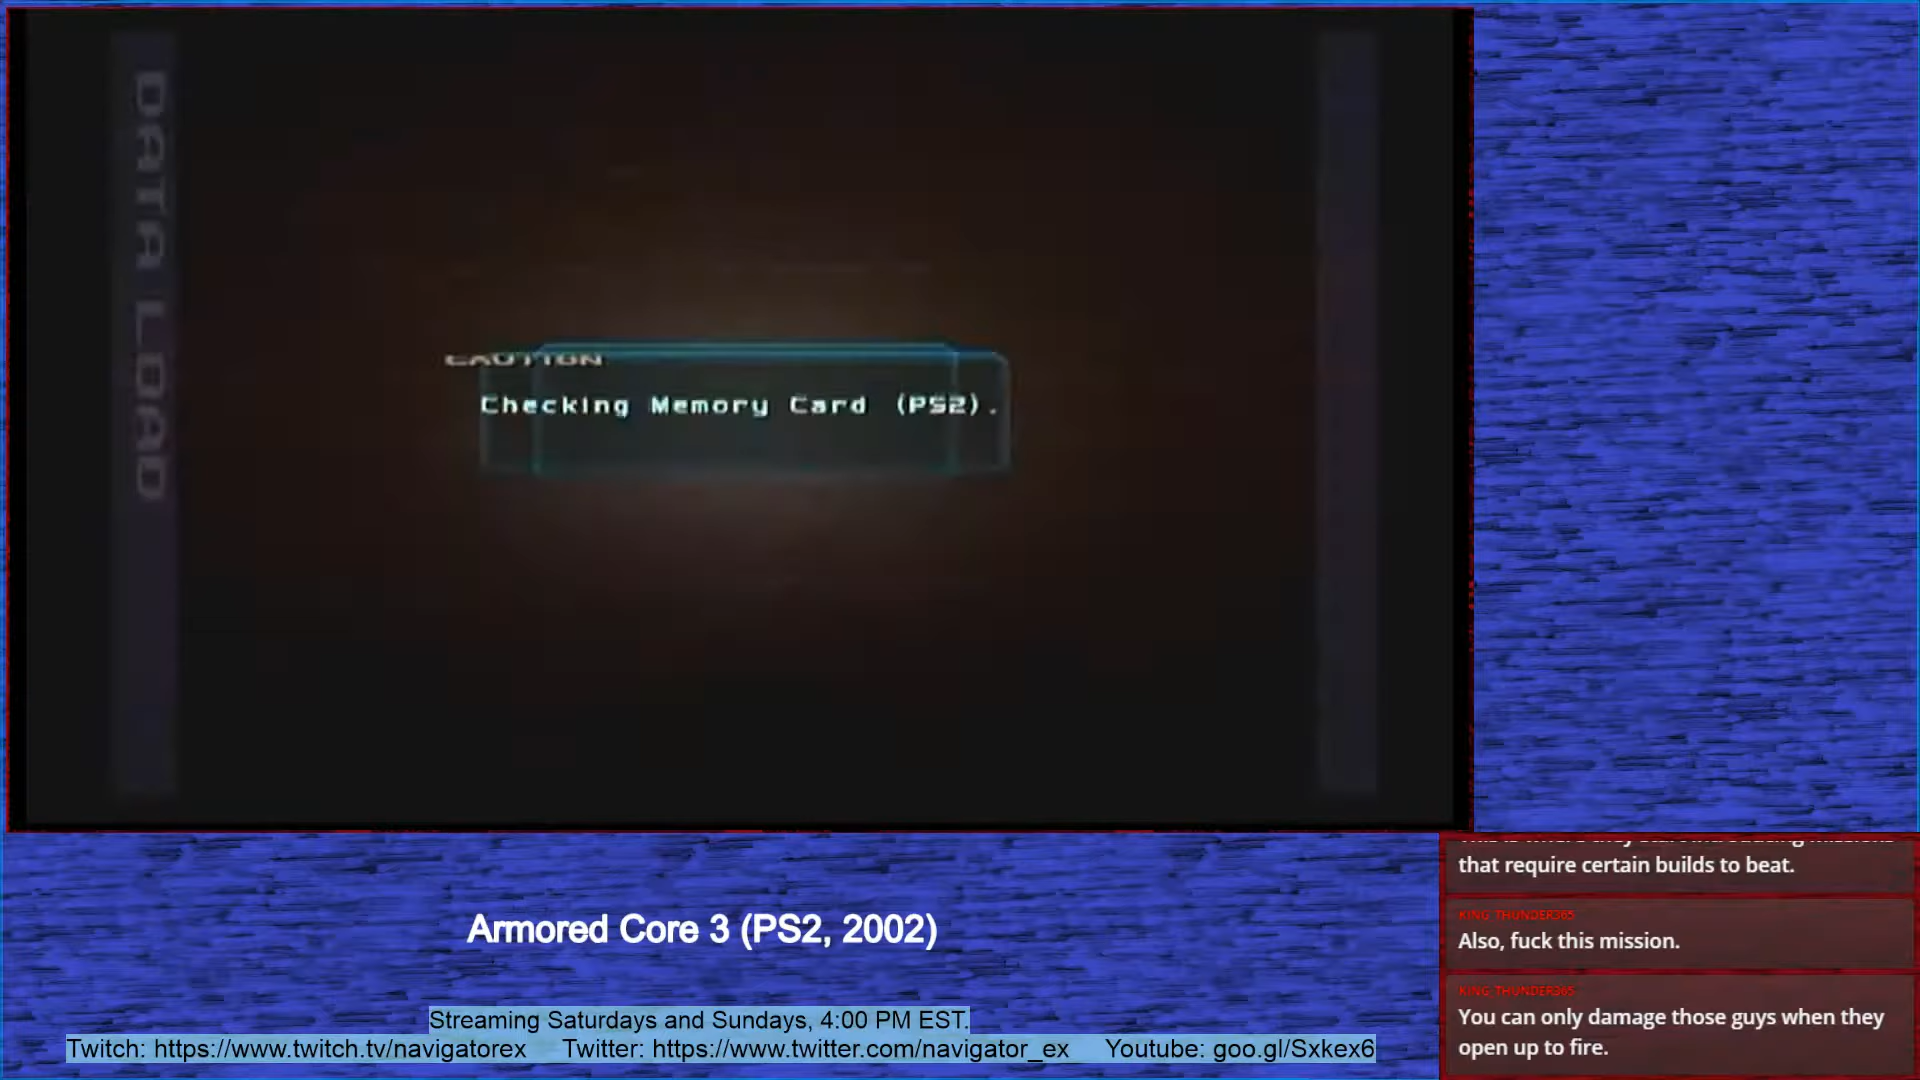 DATA LOAD
CAUTION
Checking Memory Card (PS2).
that require certain builds to beat.
KING_THUNDER365
Also, fuck this mission.
KING_THUNDER365
You can only damage those guys when they
open up to fire.
Armored Core 3 (PS2, 2002)
Streaming Saturdays and Sundays, 4:00 PM EST.
Twitch: https://www.twitch.tv/navigatorex Twitter: https://www.twitter.com/navigator_ex Youtube: goo.gl/Sxkex6